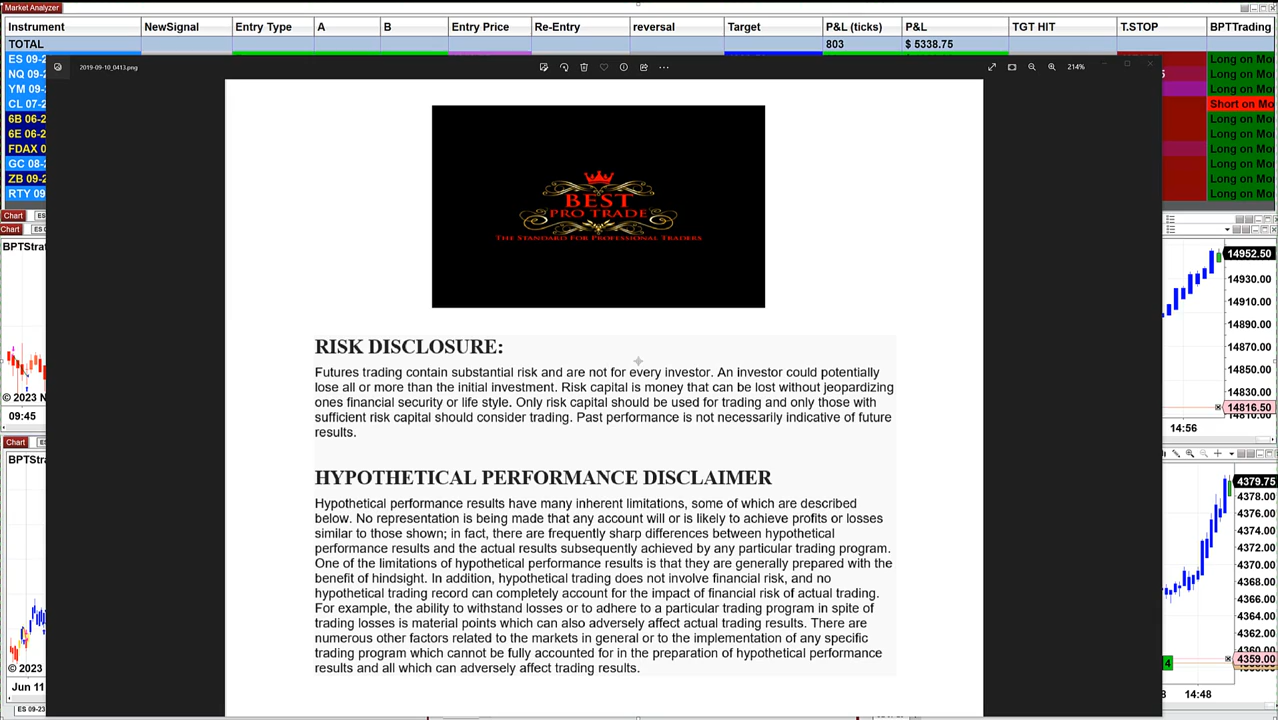 Market Analyzer
Instrument NewSignal Entry Type A B Entry Price Re-Entry reversal Target P&L (ticks) P&L TGT HIT T.STOP BPTTrading
TOTAL 803 $ 5338.75
ES 09-2 Long on Mo
NQ 09-2 Long on Mo
YM 09-2 Long on Mo
CL 07-2 Short on Mo
6B 06-2 Long on Mo
6E 06-2 Long on Mo
FDAX 0 Long on Mo
GC 08-2 Long on Mo
ZB 09-2 Long on Mo
RTY 09 Long on Mo
2019-09-10_0413.png
214%
BEST
PRO TRADE
THE STANDARD FOR PROFESSIONAL TRADERS
RISK DISCLOSURE:
Futures trading contain substantial risk and are not for every investor. An investor could potentially
lose all or more than the initial investment. Risk capital is money that can be lost without jeopardizing
ones financial security or life style. Only risk capital should be used for trading and only those with
sufficient risk capital should consider trading. Past performance is not necessarily indicative of future
results.
HYPOTHETICAL PERFORMANCE DISCLAIMER
Hypothetical performance results have many inherent limitations, some of which are described
below. No representation is being made that any account will or is likely to achieve profits or losses
similar to those shown; in fact, there are frequently sharp differences between hypothetical
performance results and the actual results subsequently achieved by any particular trading program.
One of the limitations of hypothetical performance results is that they are generally prepared with the
benefit of hindsight. In addition, hypothetical trading does not involve financial risk, and no
hypothetical trading record can completely account for the impact of financial risk of actual trading.
For example, the ability to withstand losses or to adhere to a particular trading program in spite of
trading losses is material points which can also adversely affect actual trading results. There are
numerous other factors related to the markets in general or to the implementation of any specific
trading program which cannot be fully accounted for in the preparation of hypothetical performance
results and all which can adversely affect trading results.
Chart ES
Chart ES 0
BPTStrat
© 2023 N
09:45
Chart ES
BPTStra
© 2023
Jun 11
ES 09-23
14952.50
14930.00
14910.00
14890.00
14870.00
14850.00
14830.00
14816.50
14:56
4379.75
4378.00
4376.00
4374.00
4372.00
4370.00
4368.00
4366.00
4364.00
4362.00
4359.00
4
14:48